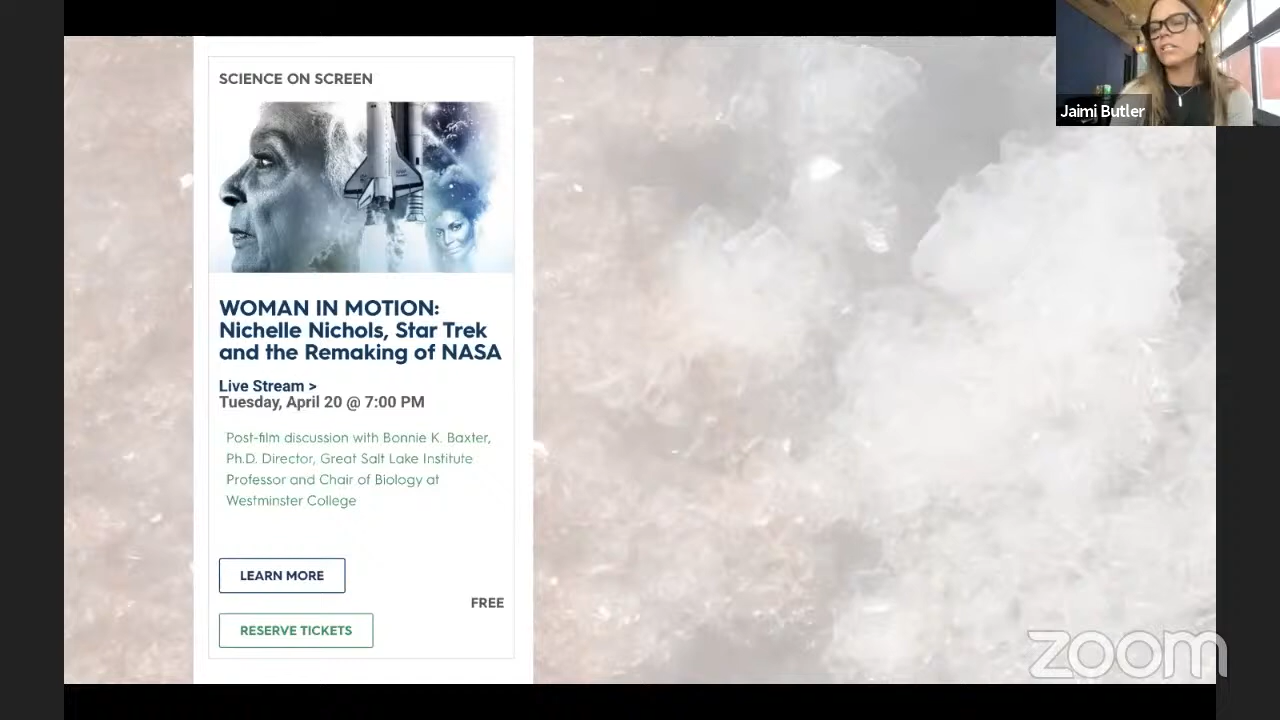 SCIENCE ON SCREEN
WOMAN IN MOTION:
Nichelle Nichols, Star Trek
and the Remaking of NASA
Live Stream >
Tuesday, April 20 @ 7:00 PM
Post-film discussion with Bonnie K. Baxter,
Ph.D. Director, Great Salt Lake Institute
Professor and Chair of Biology at
Westminster College
LEARN MORE
FREE
RESERVE TICKETS
Jaimi Butler
zoom